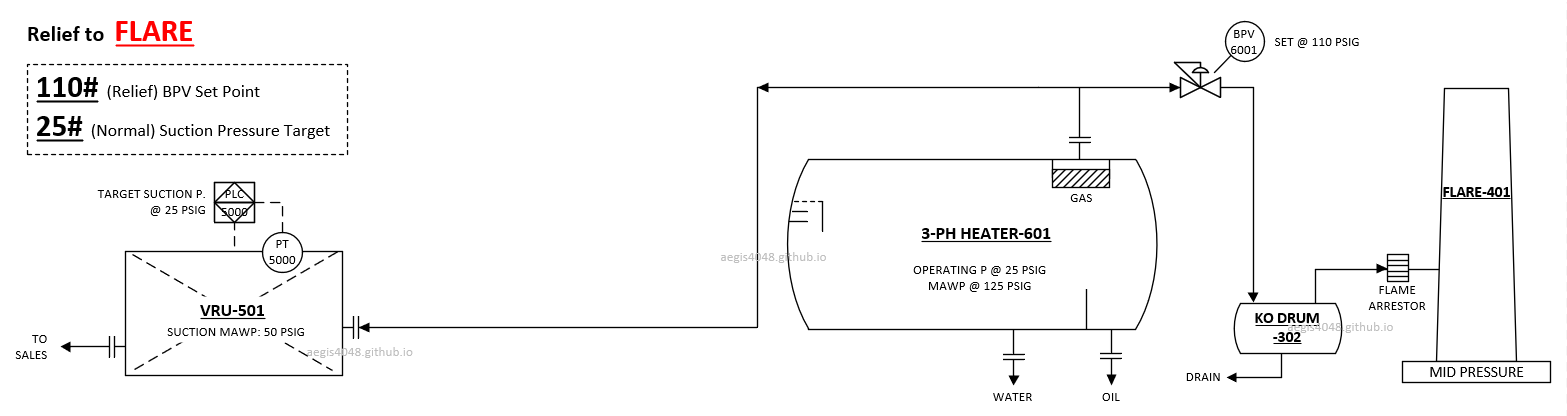 Relief to FLARE
110# (Relief) BPV Set Point
25# (Normal) Suction Pressure Target
BPV
6001
SET @ 110 PSIG
TARGET SUCTION P.
@ 25 PSIG
PLC
5000
PT
5000
VRU-501
SUCTION MAWP: 50 PSIG
TO
SALES
aegis4048.github.io
aegis4048.github.io
GAS
3-PH HEATER-601
OPERATING P @ 25 PSIG
MAWP @ 125 PSIG
WATER
OIL
KO DRUM
-302
aegis4048.github.io
DRAIN
FLAME
ARRESTOR
FLARE-401
MID PRESSURE